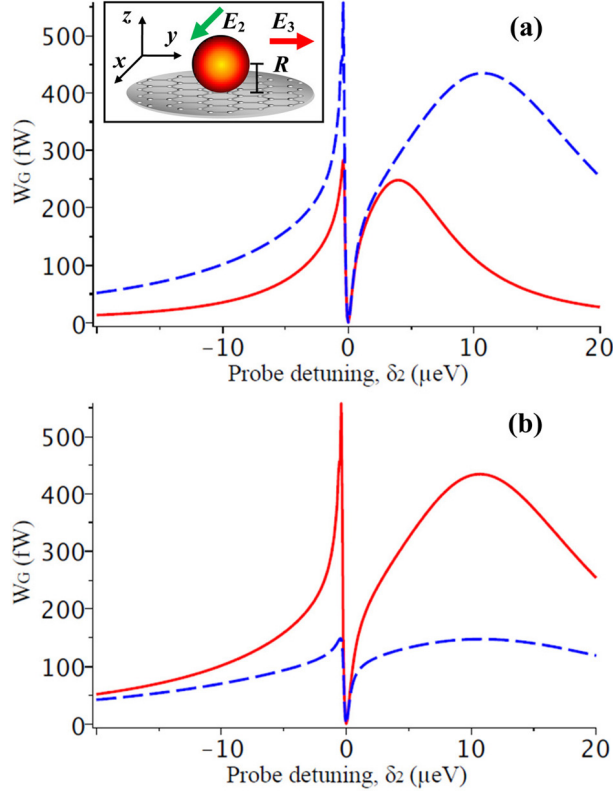 (a)
z
y
x
E2
E3
R
500
400
300
200
100
0
WG (fW)
−10
0
10
20
Probe detuning, δ2 (µeV)
(b)
500
400
300
200
100
0
WG (fW)
−10
0
10
20
Probe detuning, δ2 (µeV)